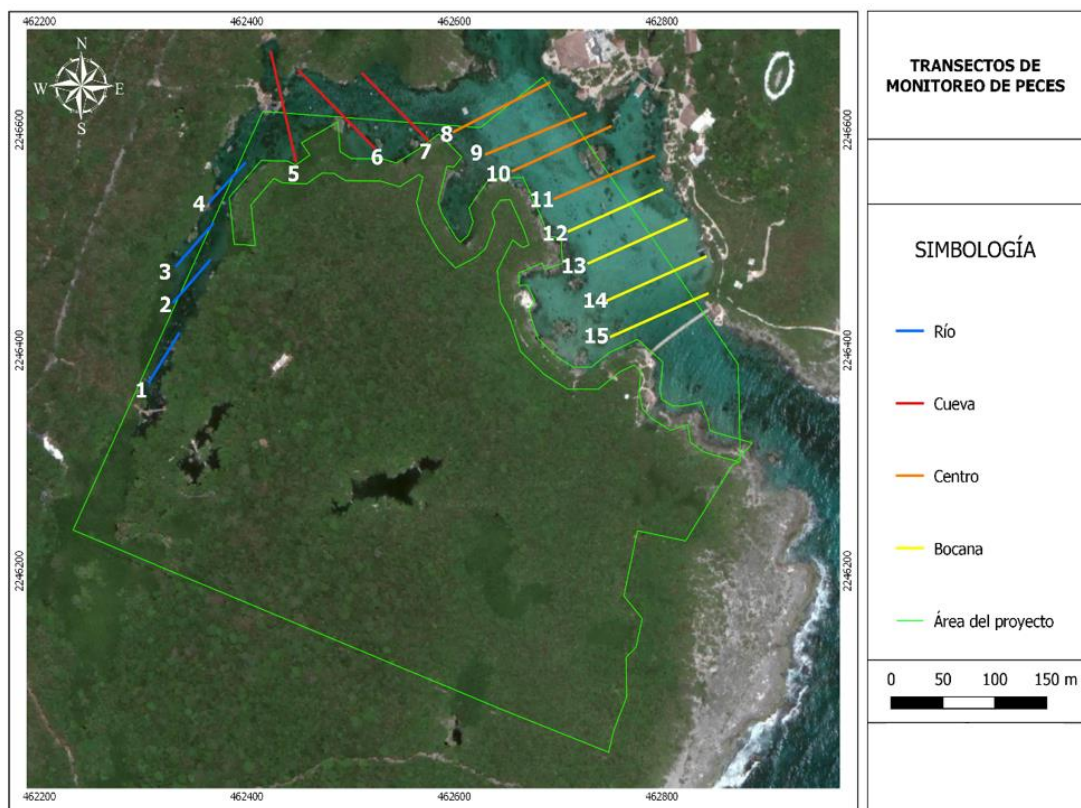 462200 462400 462600 462800
2246600
2246400
2246200
2246600
2246400
2246200
N
W E
S
1
2
3
4
5
6
7
8
9
10
11
12
13
14
15
462200 462400 462600 462800
TRANSECTOS DE
MONITOREO DE PECES
SIMBOLOGÍA
Río
Cueva
Centro
Bocana
Área del proyecto
0 50 100 150 m